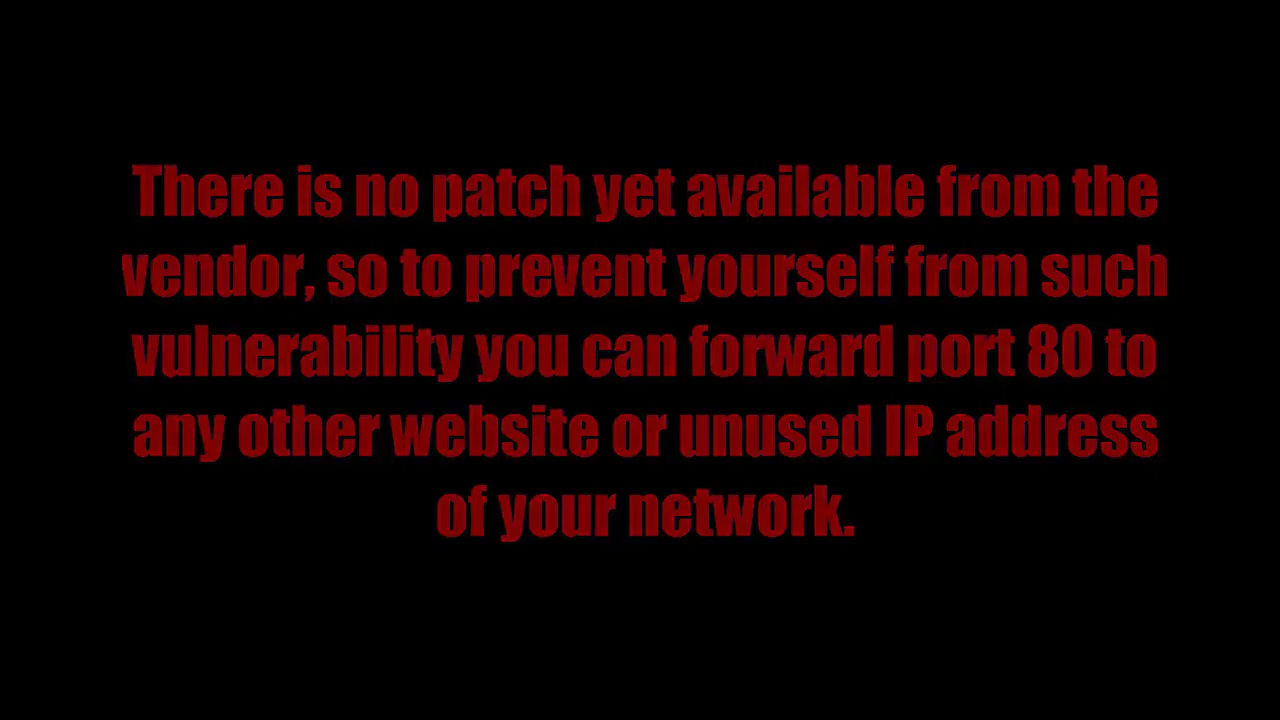 There is no patch yet available from the
vendor, so to prevent yourself from such
vulnerability you can forward port 80 to
any other website or unused IP address
of your network.